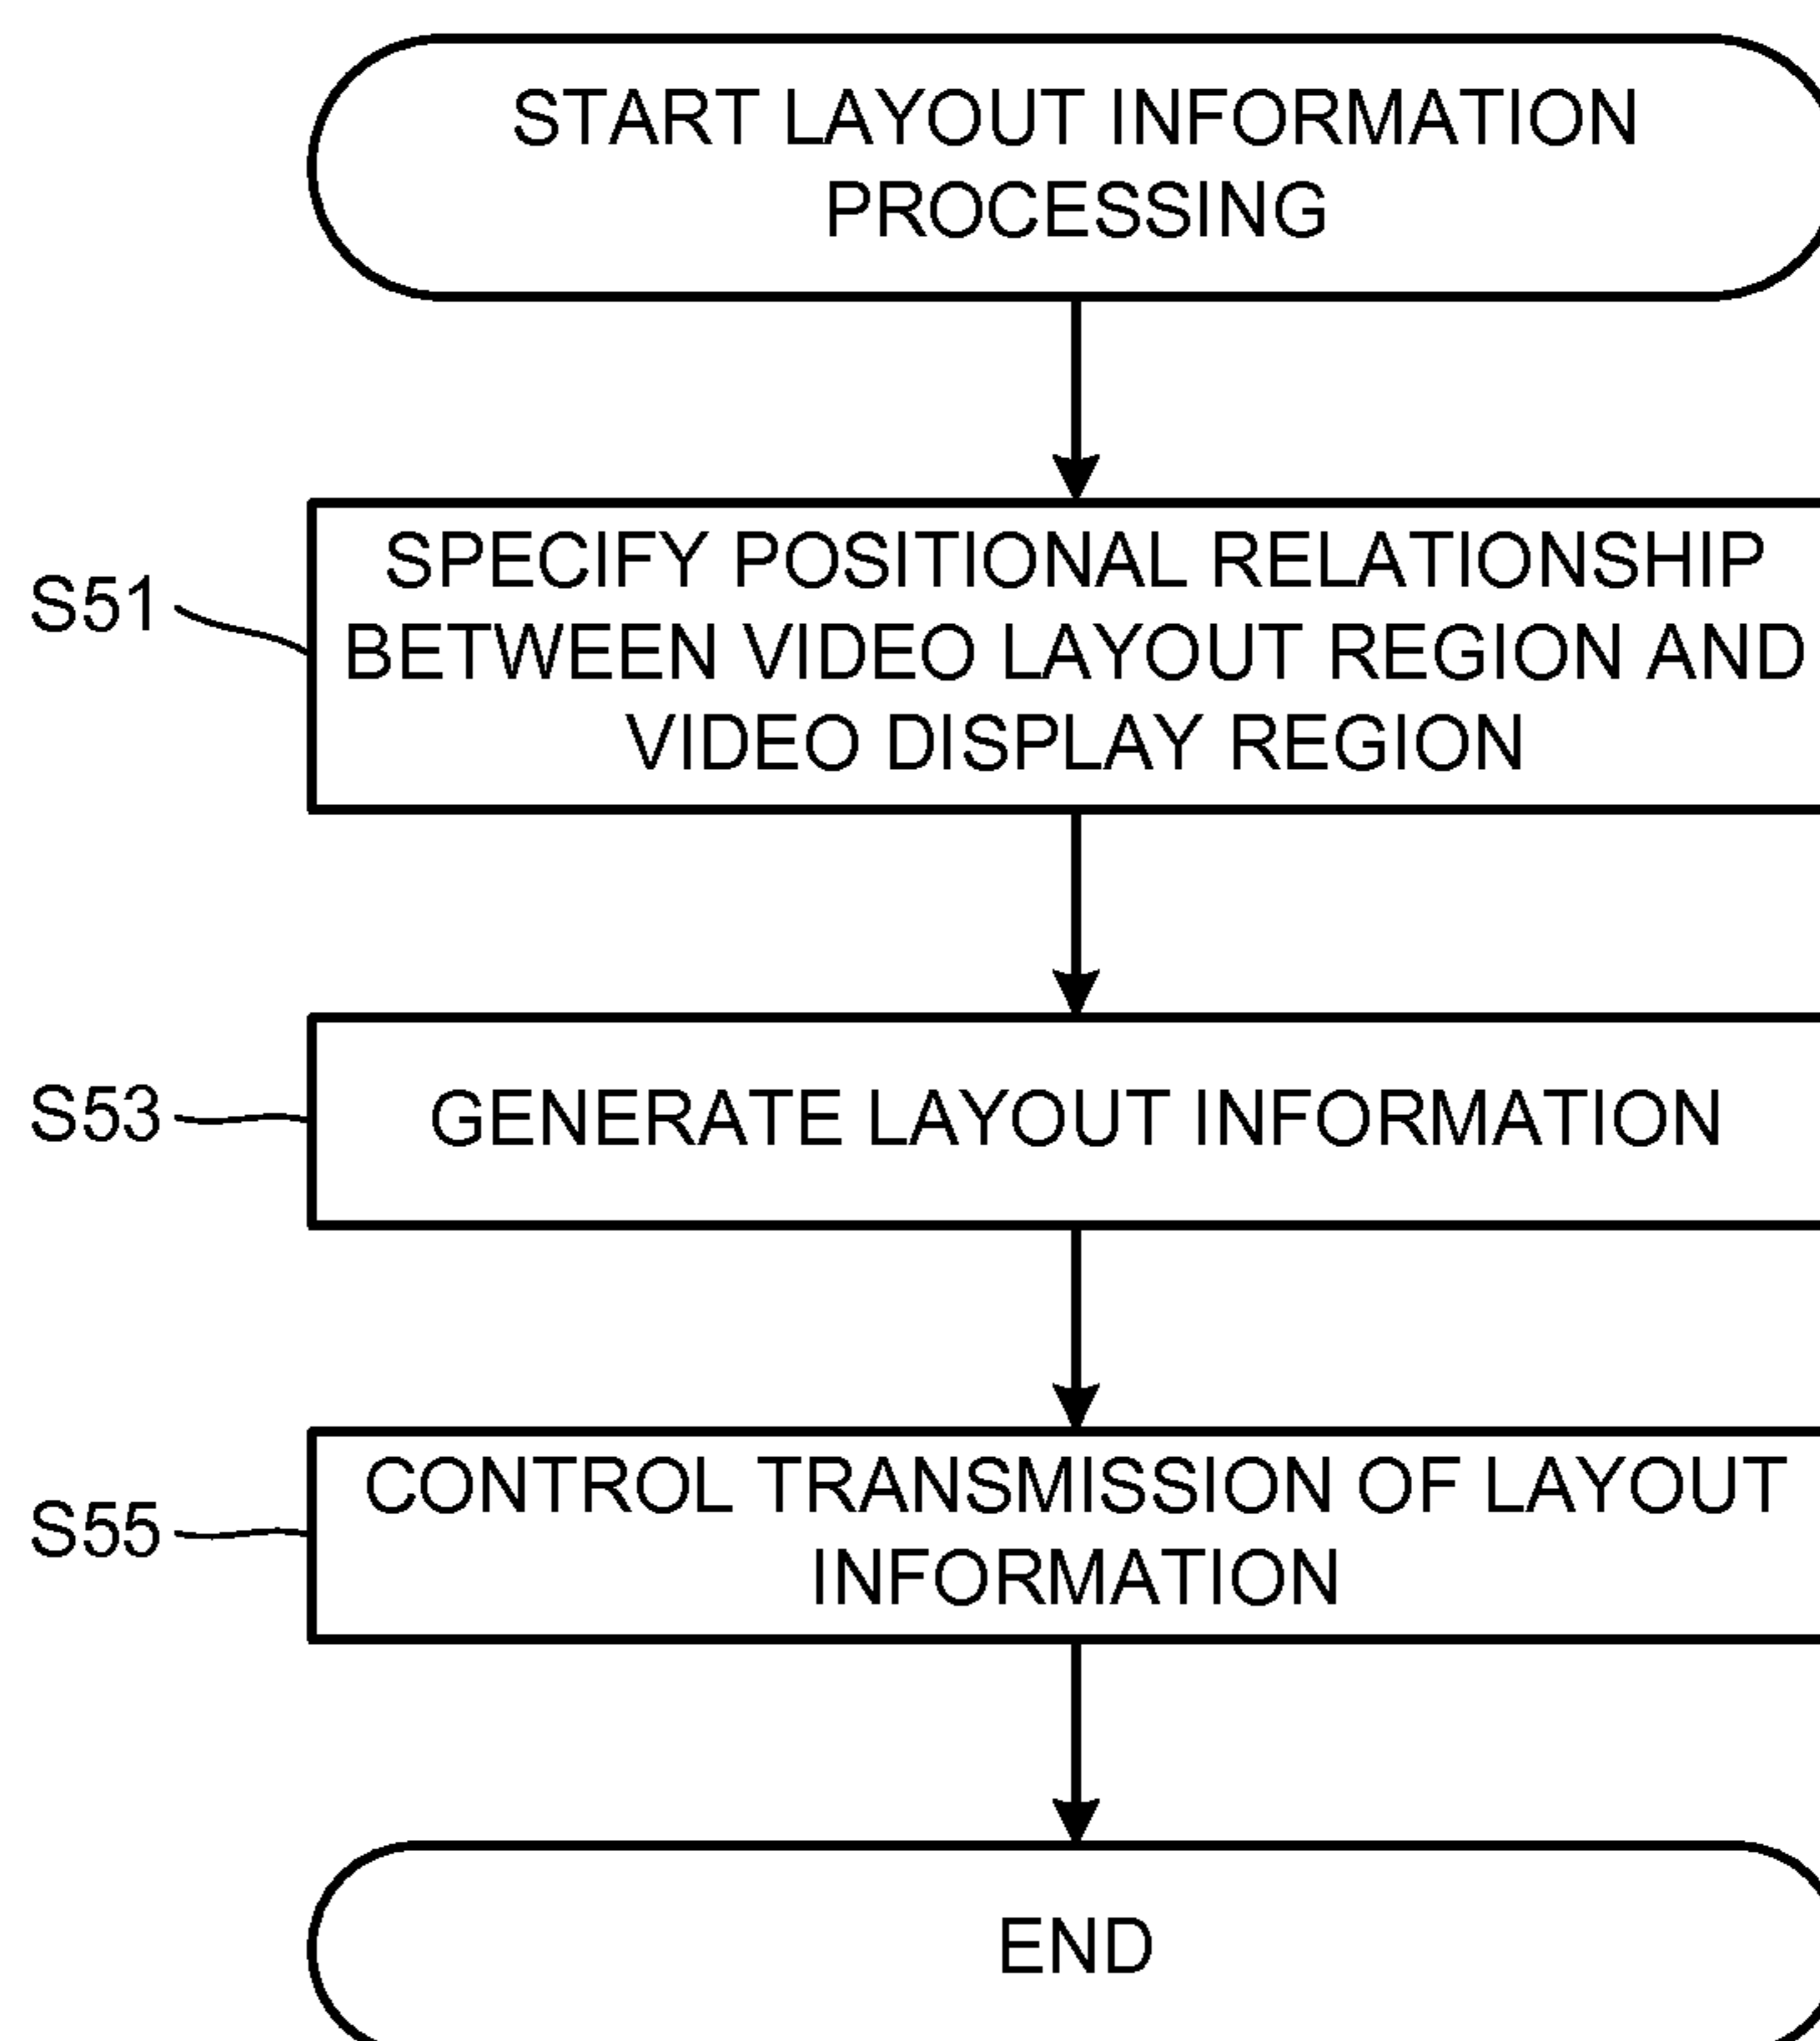 START LAYOUT INFORMATION
PROCESSING
S51
SPECIFY POSITIONAL RELATIONSHIP
BETWEEN VIDEO LAYOUT REGION AND
VIDEO DISPLAY REGION
S53
GENERATE LAYOUT INFORMATION
S55
CONTROL TRANSMISSION OF LAYOUT
INFORMATION
END